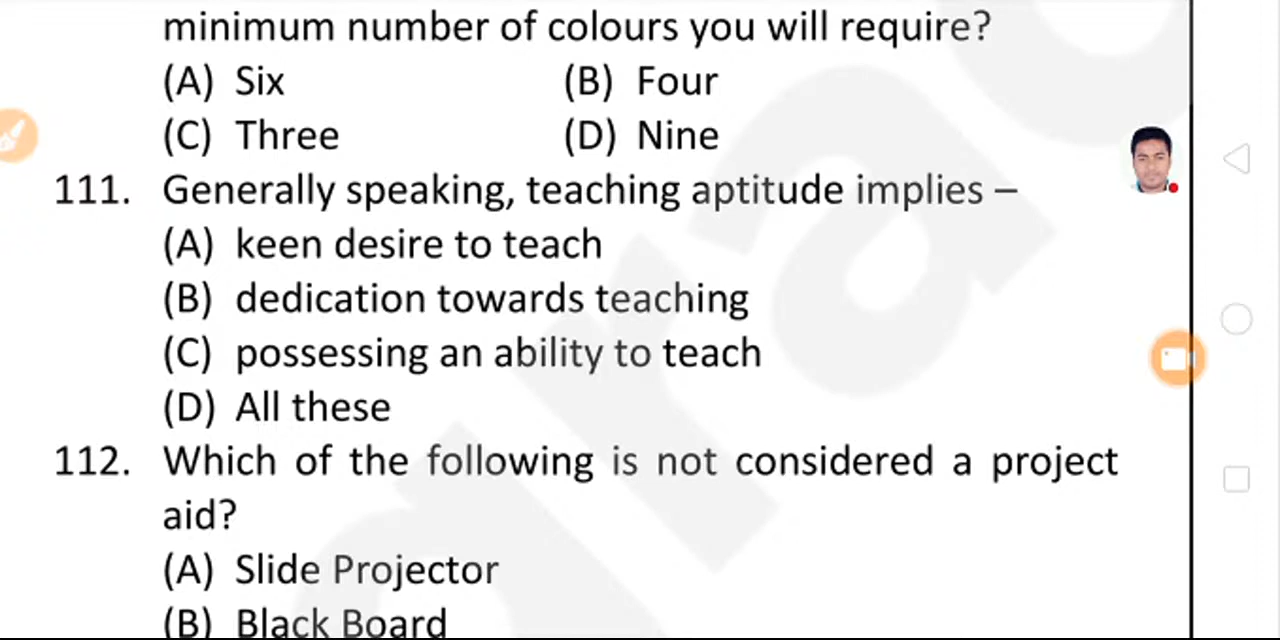 minimum number of colours you will require?
(A) Six (B) Four
(C) Three (D) Nine
111. Generally speaking, teaching aptitude implies –
(A) keen desire to teach
(B) dedication towards teaching
(C) possessing an ability to teach
(D) All these
112. Which of the following is not considered a project
aid?
(A) Slide Projector
(B) Black Board